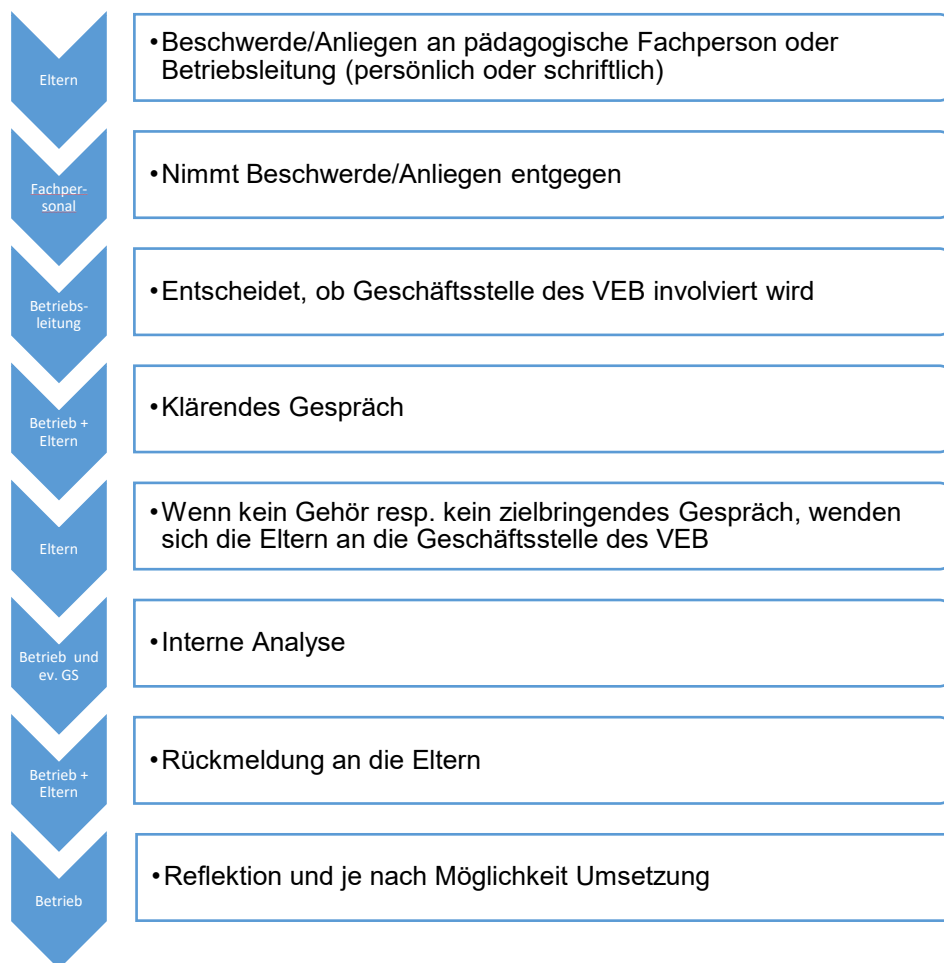 Eltern
•Beschwerde/Anliegen an pädagogische Fachperson oder
Betriebsleitung (persönlich oder schriftlich)
Fachper-
sonal
•Nimmt Beschwerde/Anliegen entgegen
Betriebs-
leitung
•Entscheidet, ob Geschäftsstelle des VEB involviert wird
Betrieb +
Eltern
•Klärendes Gespräch
Eltern
•Wenn kein Gehör resp. kein zielbringendes Gespräch, wenden
sich die Eltern an die Geschäftsstelle des VEB
Betrieb und
ev. GS
•Interne Analyse
Betrieb +
Eltern
•Rückmeldung an die Eltern
Betrieb
•Reflektion und je nach Möglichkeit Umsetzung